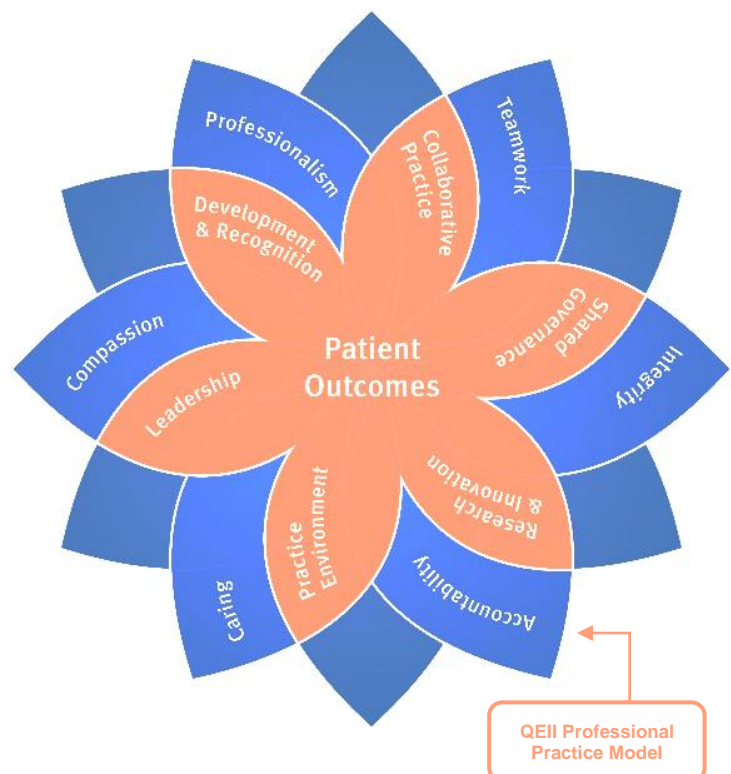 Patient
Outcomes
Collaborative
Practice
Teamwork
Shared
Governance
Integrity
Research
& Innovation
Accountability
Practice
Environment
Caring
Leadership
Compassion
Development
& Recognition
Professionalism
QEII Professional
Practice Model